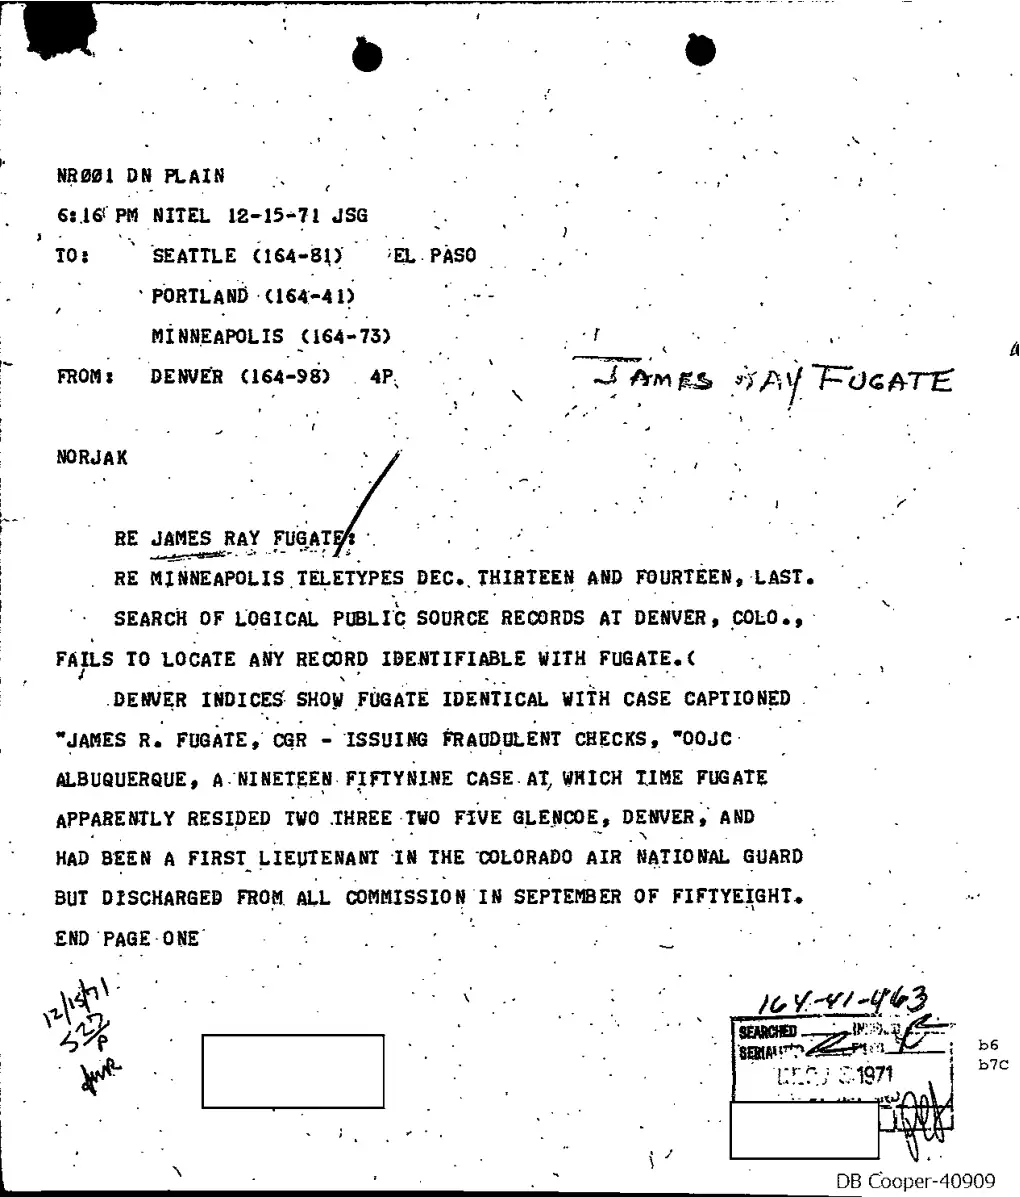 NR001 DN PLAIN
6:16 PM NITEL 12-15-71 JSG
TO: SEATTLE (164-81) EL PASO
PORTLAND (164-41)
MINNEAPOLIS (164-73)
FROM: DENVER (164-98) 4P
JAMES RAY FUGATE
NORJAK
RE JAMES RAY FUGATE:
RE MINNEAPOLIS TELETYPES DEC. THIRTEEN AND FOURTEEN, LAST.
SEARCH OF LOGICAL PUBLIC SOURCE RECORDS AT DENVER, COLO.,
FAILS TO LOCATE ANY RECORD IDENTIFIABLE WITH FUGATE.(
DENVER INDICES SHOW FUGATE IDENTICAL WITH CASE CAPTIONED
"JAMES R. FUGATE, CGR - ISSUING FRAUDULENT CHECKS, "OOJC
ALBUQUERQUE, A NINETEEN FIFTYNINE CASE AT, WHICH TIME FUGATE
APPARENTLY RESIDED TWO THREE TWO FIVE GLENCOE, DENVER, AND
HAD BEEN A FIRST LIEUTENANT IN THE COLORADO AIR NATIONAL GUARD
BUT DISCHARGED FROM ALL COMMISSION IN SEPTEMBER OF FIFTYEIGHT.
END PAGE ONE
12/15/71
527
P
164-41-463
SEARCHED
1971
b6
b7C
DB Cooper-40909